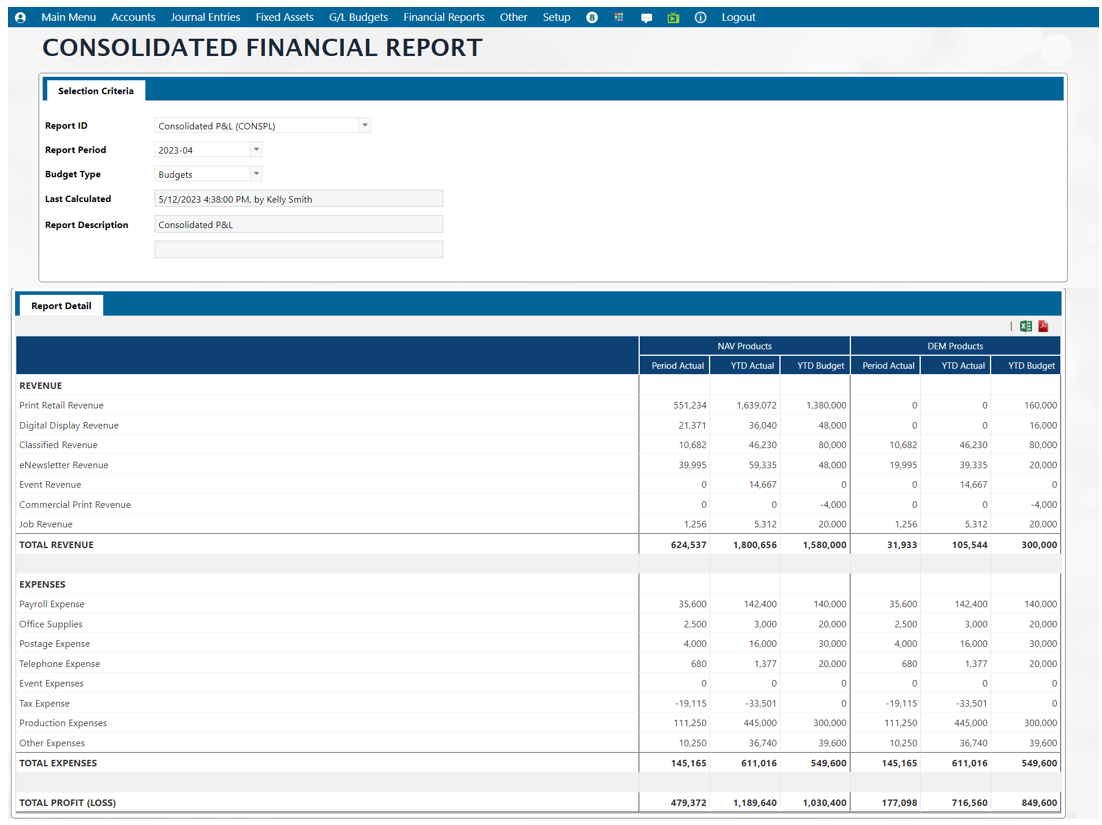 Main Menu Accounts Journal Entries Fixed Assets G/L Budgets Financial Reports Other Setup 8 Logout
CONSOLIDATED FINANCIAL REPORT
Selection Criteria
Report ID Consolidated P&L (CONSPL)
Report Period 2023-04
Budget Type Budgets
Last Calculated 5/12/2023 4:38:00 PM, by Kelly Smith
Report Description Consolidated P&L
Report Detail
NAV Products DEM Products
Period Actual YTD Actual YTD Budget Period Actual YTD Actual YTD Budget
REVENUE
Print Retail Revenue 551,234 1,639,072 1,380,000 0 0 160,000
Digital Display Revenue 21,371 36,040 48,000 0 0 16,000
Classified Revenue 10,682 46,230 80,000 10,682 46,230 80,000
eNewsletter Revenue 39,995 59,335 48,000 19,995 39,335 20,000
Event Revenue 0 14,667 0 0 14,667 0
Commercial Print Revenue 0 0 -4,000 0 0 -4,000
Job Revenue 1,256 5,312 20,000 1,256 5,312 20,000
TOTAL REVENUE 624,537 1,800,656 1,580,000 31,933 105,544 300,000
EXPENSES
Payroll Expense 35,600 142,400 140,000 35,600 142,400 140,000
Office Supplies 2,500 3,000 20,000 2,500 3,000 20,000
Postage Expense 4,000 16,000 30,000 4,000 16,000 30,000
Telephone Expense 680 1,377 20,000 680 1,377 20,000
Event Expenses 0 0 0 0 0 0
Tax Expense -19,115 -33,501 0 -19,115 -33,501 0
Production Expenses 111,250 445,000 300,000 111,250 445,000 300,000
Other Expenses 10,250 36,740 39,600 10,250 36,740 39,600
TOTAL EXPENSES 145,165 611,016 549,600 145,165 611,016 549,600
TOTAL PROFIT (LOSS) 479,372 1,189,640 1,030,400 177,098 716,560 849,600